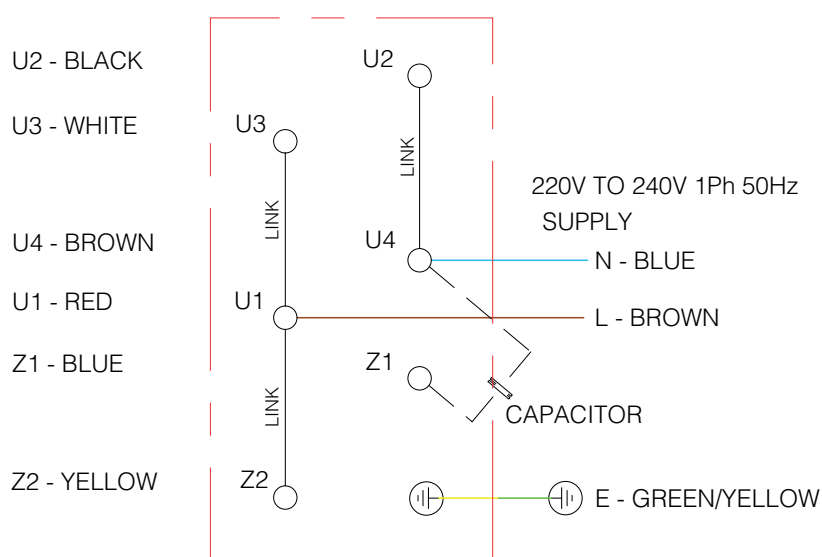 U2 - BLACK
U2
U3 - WHITE
U3
LINK
LINK
220V TO 240V 1Ph 50Hz
SUPPLY
U4 - BROWN
U4
N - BLUE
U1 - RED
U1
L - BROWN
Z1 - BLUE
Z1
LINK
CAPACITOR
Z2 - YELLOW
Z2
E - GREEN/YELLOW